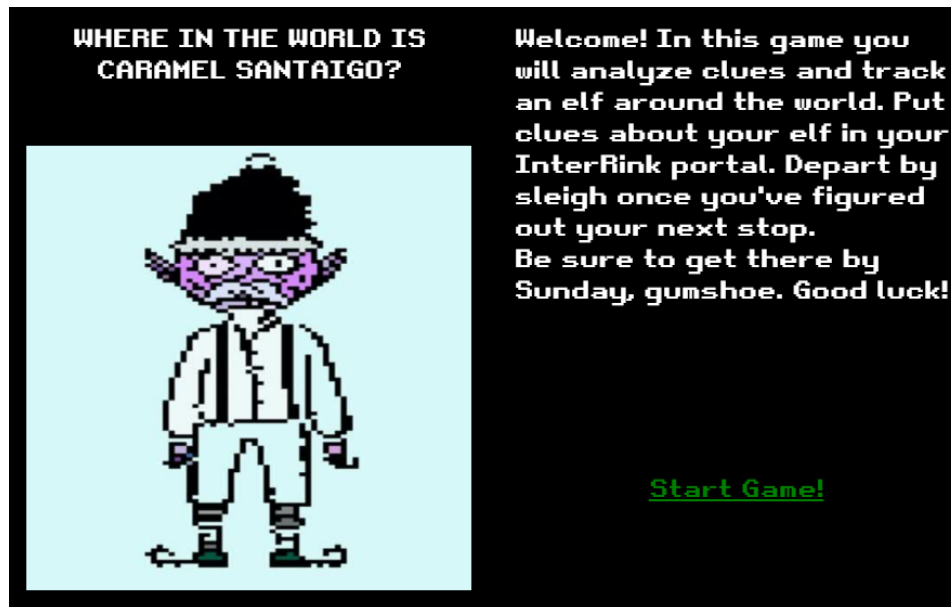 WHERE IN THE WORLD IS
CARAMEL SANTAIGO?
Welcome! In this game you
will analyze clues and track
an elf around the world. Put
clues about your elf in your
InterRink portal. Depart by
sleigh once you've figured
out your next stop.
Be sure to get there by
Sunday, gumshoe. Good luck!
Start Game!